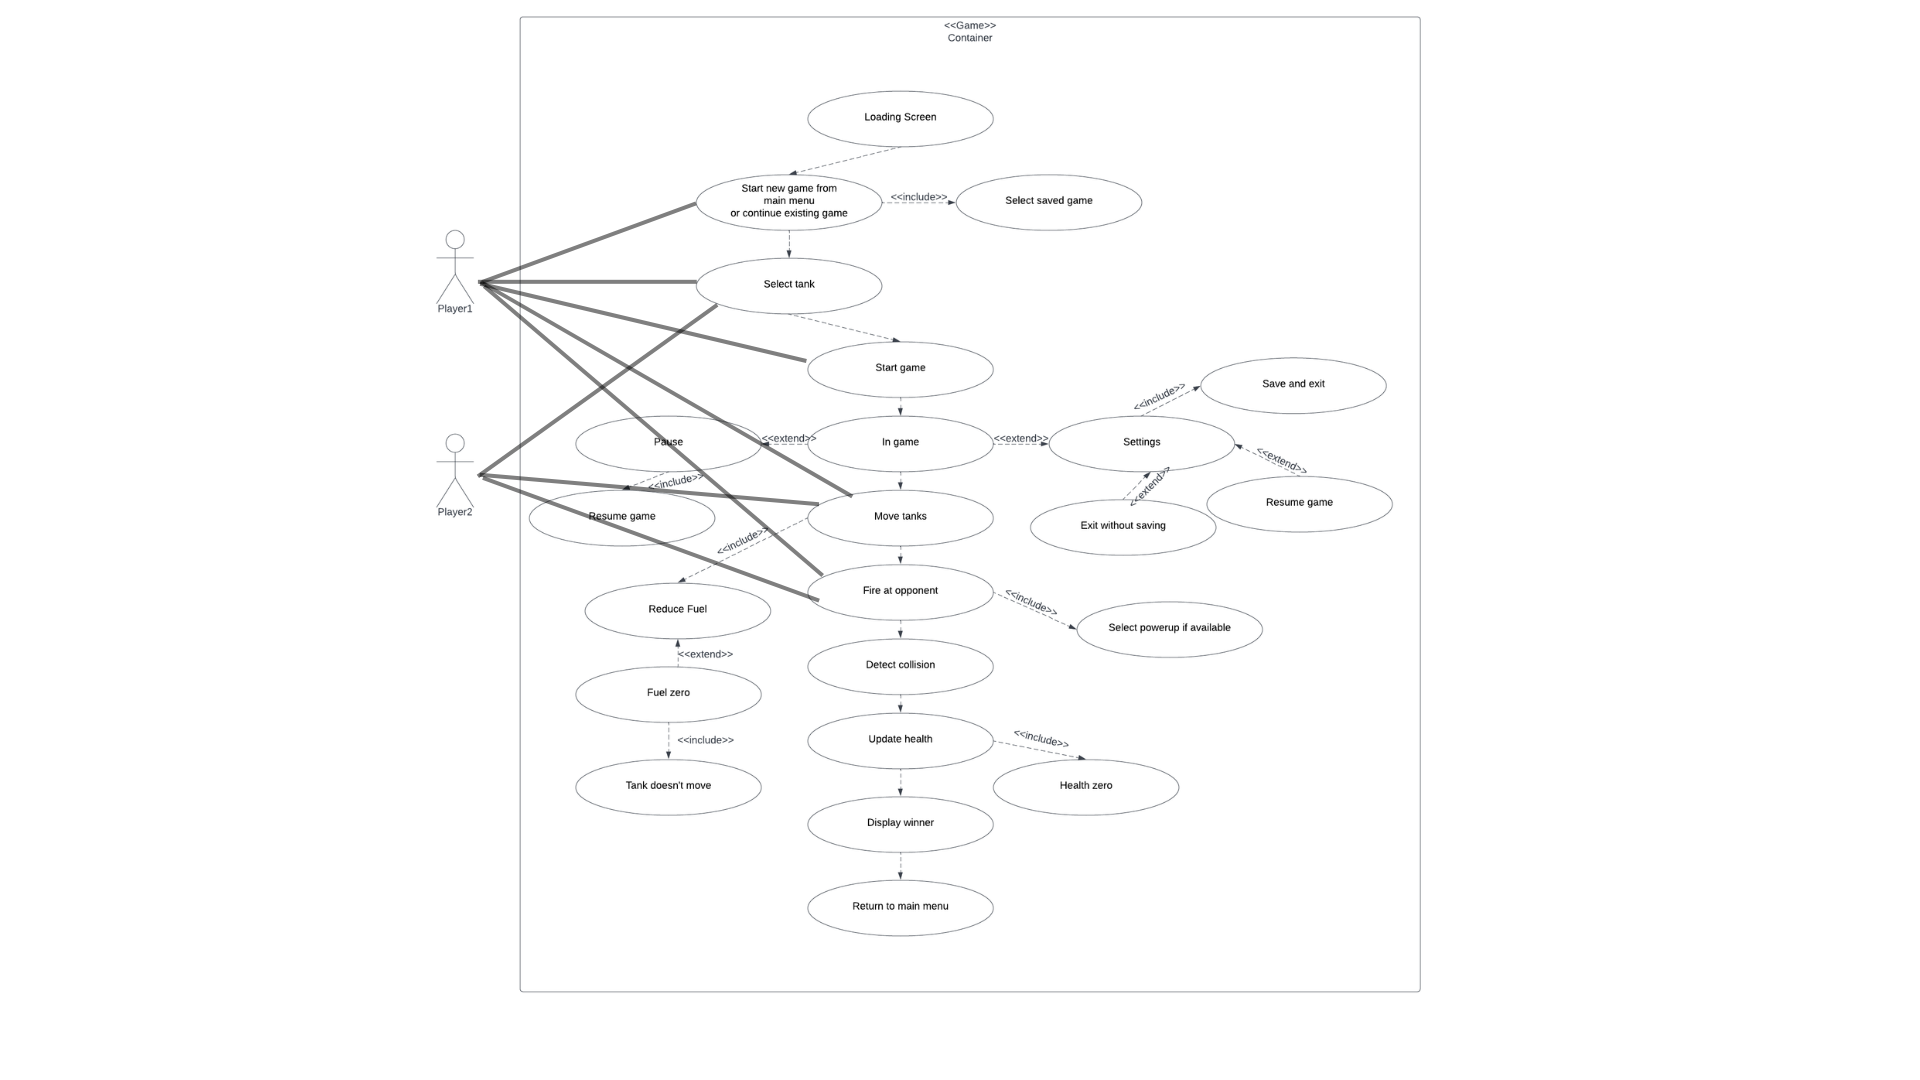 <<Game>>
Container
Loading Screen
Start new game from
main menu
or continue existing game
<<include>>
Select saved game
Player1
Select tank
Start game
<<include>>
Save and exit
Pause
<<extend>>
In game
<<extend>>
Settings
<<extend>>
<<include>>
<<extend>>
Player2
Resume game
Move tanks
Exit without saving
Resume game
<<include>>
Reduce Fuel
Fire at opponent
<<include>>
Select powerup if available
<<extend>>
Detect collision
Fuel zero
<<include>>
Update health
<<include>>
Tank doesn't move
Health zero
Display winner
Return to main menu